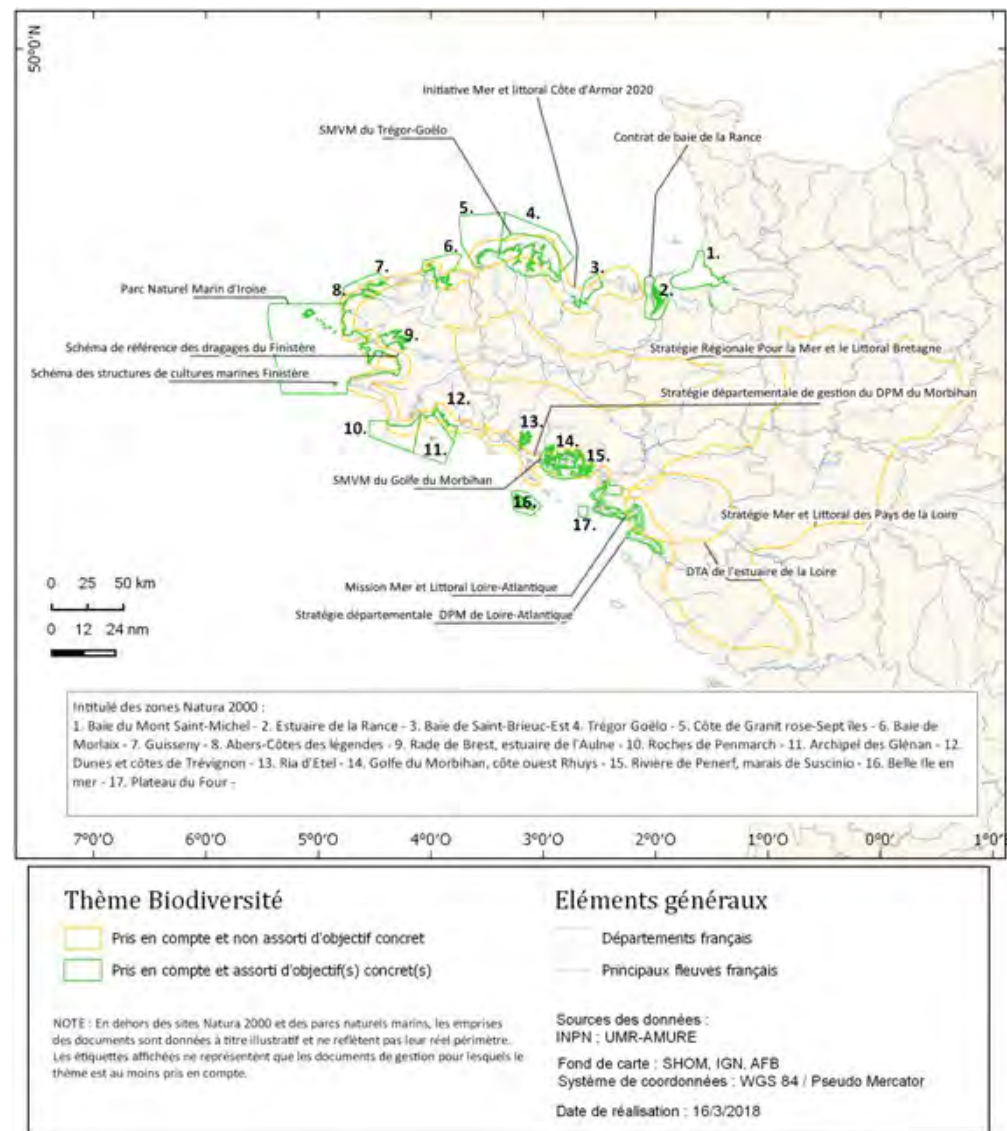 50°0'N
Initiative Mer et littoral Côte d'Armor 2020
SMVM du Trégor-Goëlo
Contrat de baie de la Rance
5.
4.
6.
3.
1.
7.
8.
2.
Parc Naturel Marin d'Iroise
9.
Schéma de référence des dragages du Finistère
Stratégie Régionale Pour la Mer et le Littoral Bretagne
Schéma des structures de cultures marines Finistère
Stratégie départementale de gestion du DPM du Morbihan
12.
10.
13.
11.
14.
15.
SMVM du Golfe du Morbihan
16.
17.
Stratégie Mer et Littoral des Pays de la Loire
DTA de l'estuaire de la Loire
Mission Mer et Littoral Loire-Atlantique
Stratégie départementale DPM de Loire-Atlantique
0 25 50 km
0 12 24 nm
Intitulé des zones Natura 2000 :
1. Baie du Mont Saint-Michel - 2. Estuaire de la Rance - 3. Baie de Saint-Brieuc-Est 4. Trégor Goëlo - 5. Côte de Granit rose-Sept îles - 6. Baie de
Morlaix - 7. Guisseny - 8. Abers-Côtes des légendes - 9. Rade de Brest, estuaire de l'Aulne - 10. Roches de Penmarch - 11. Archipel des Glénan - 12.
Dunes et côtes de Trévignon - 13. Ria d'Etel - 14. Golfe du Morbihan, côte ouest Rhuys - 15. Rivière de Penerf, marais de Suscinio - 16. Belle Ile en
mer - 17. Plateau du Four -
7°0'O 6°0'O 5°0'O 4°0'O 3°0'O 2°0'O 1°0'O 0°0'O 1°0'
Thème Biodiversité
Pris en compte et non assorti d'objectif concret
Pris en compte et assorti d'objectif(s) concret(s)
NOTE : En dehors des sites Natura 2000 et des parcs naturels marins, les emprises
des documents sont données à titre illustratif et ne reflètent pas leur réel périmètre.
Les étiquettes affichées ne représentent que les documents de gestion pour lesquels le
thème est au moins pris en compte.
Eléments généraux
Départements français
Principaux fleuves français
Sources des données :
INPN ; UMR-AMURE
Fond de carte : SHOM, IGN, AFB
Système de coordonnées : WGS 84 / Pseudo Mercator
Date de réalisation : 16/3/2018